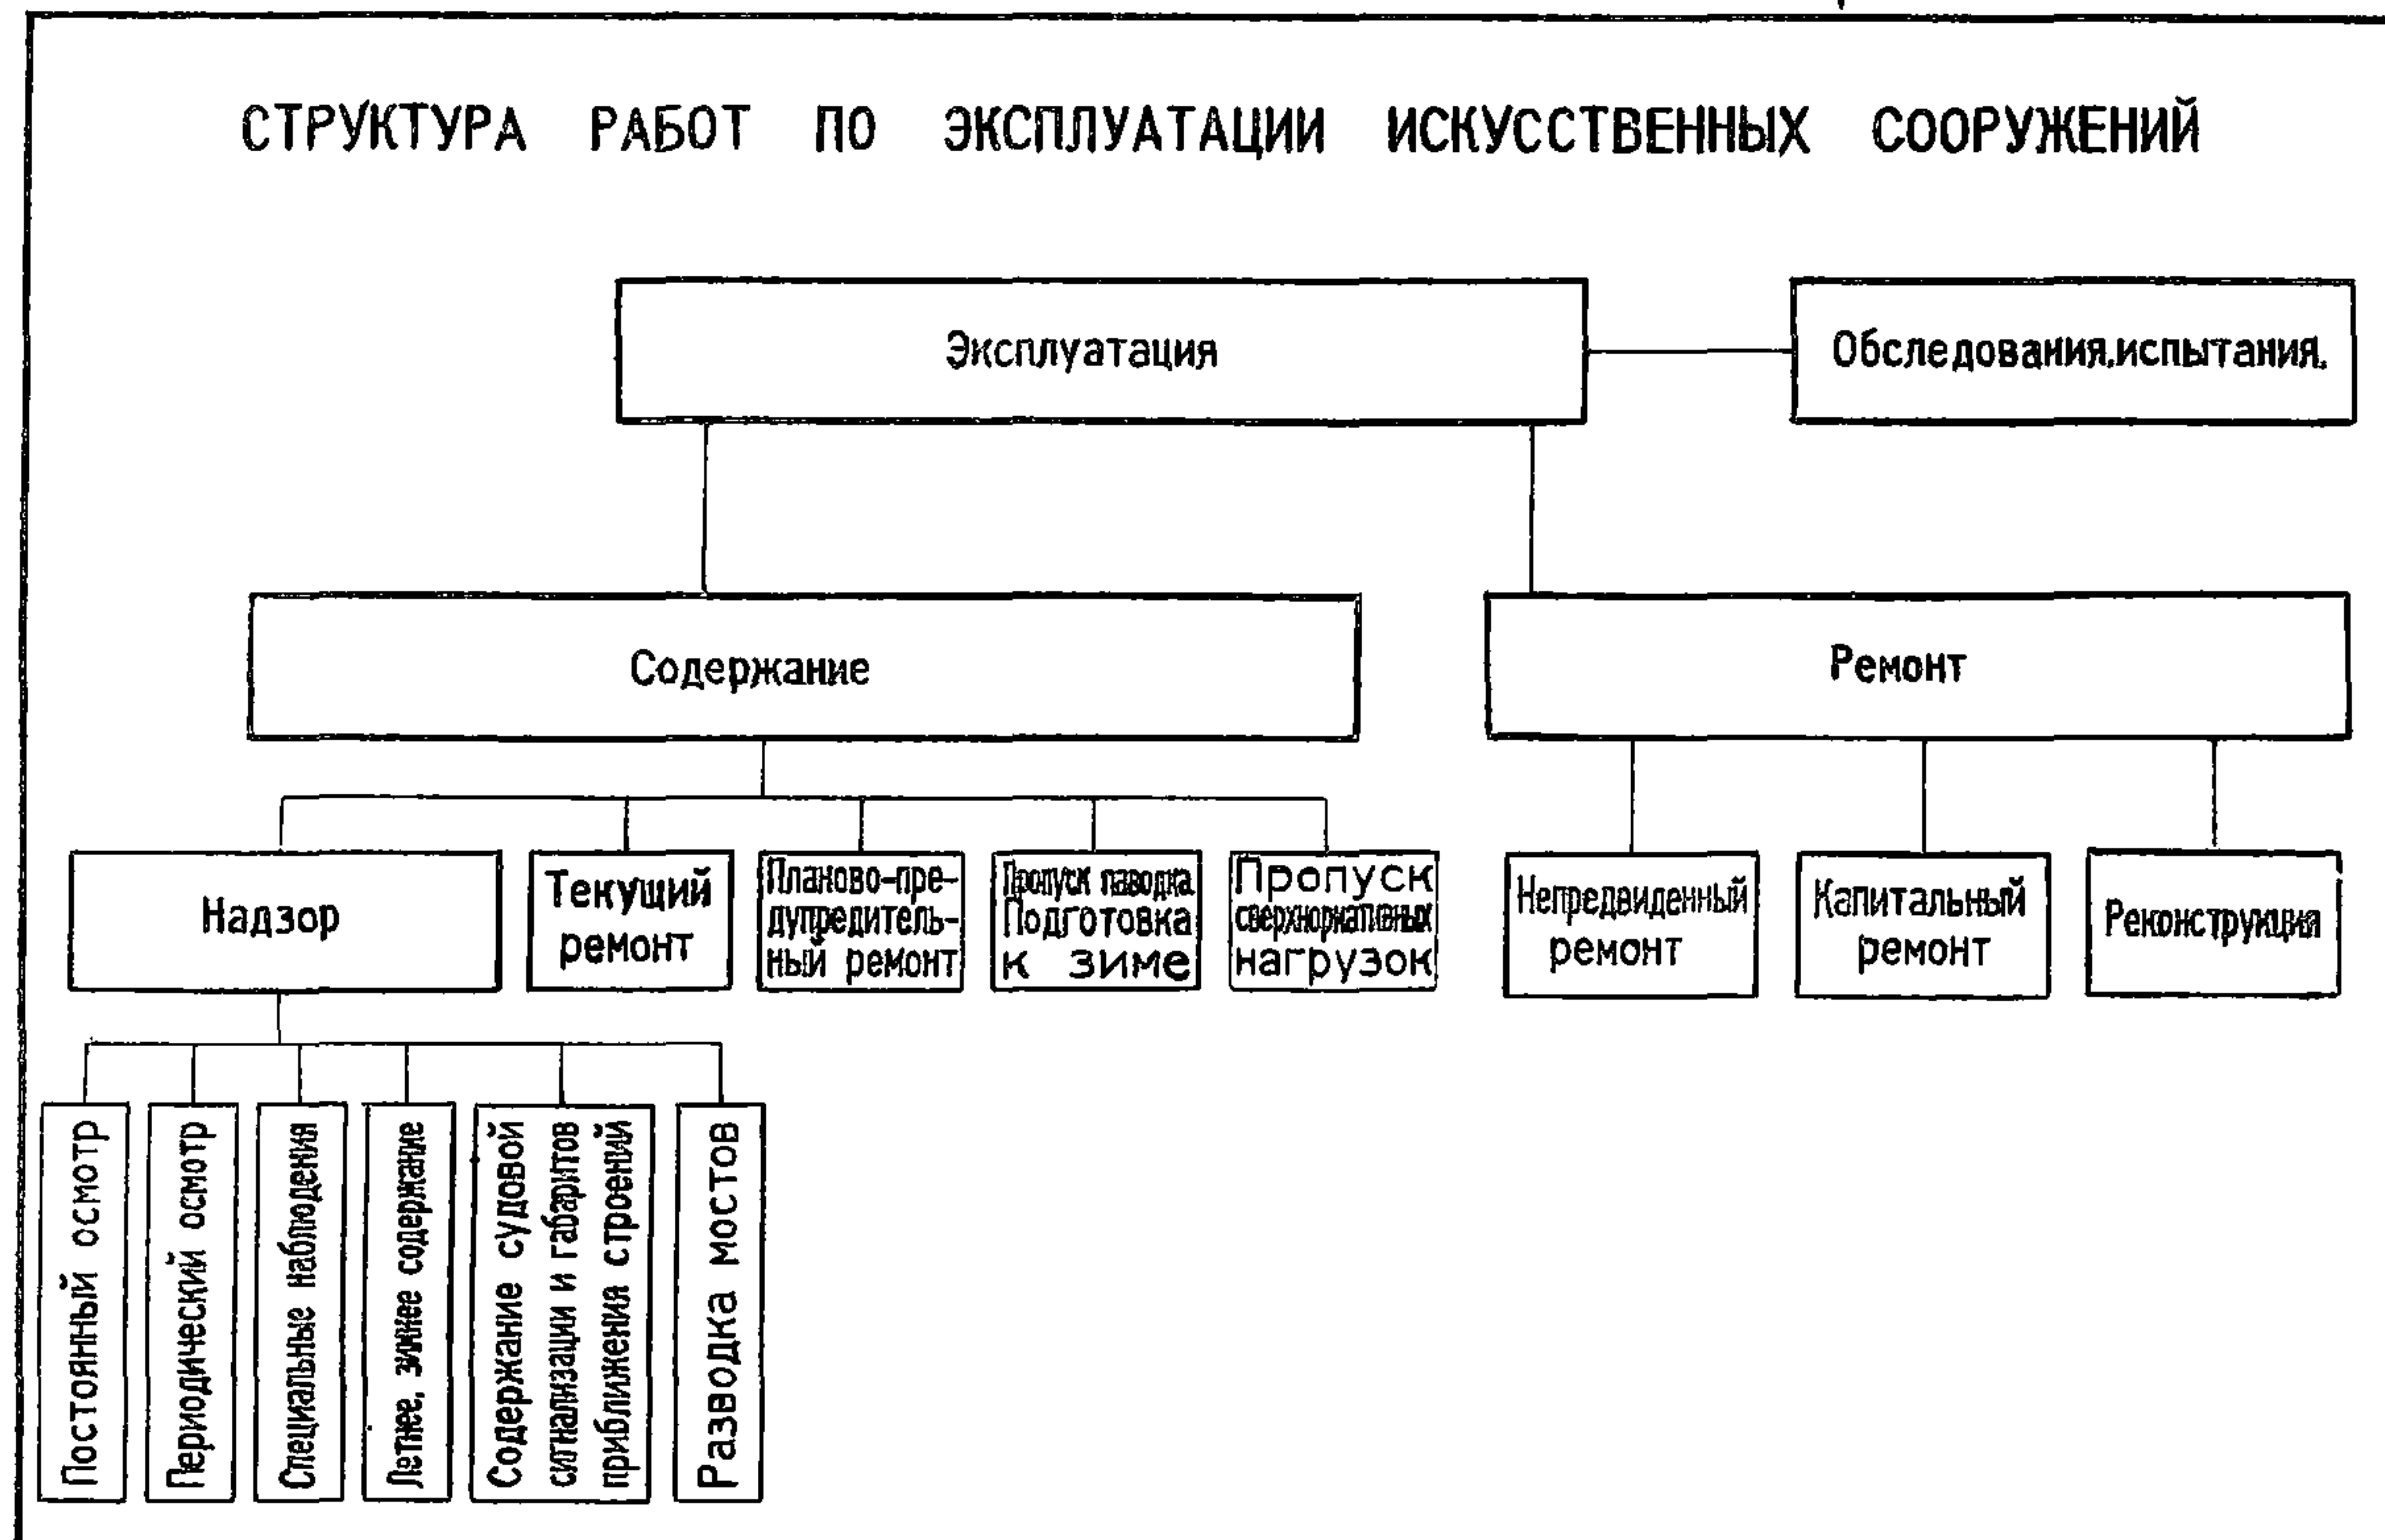 СТРУКТУРА РАБОТ ПО ЭКСПЛУАТАЦИИ ИСКУССТВЕННЫХ СООРУЖЕНИЙ
Эксплуатация
Обследования.испытания.
Содержание
Ремонт
Надзор
Текущий
ремонт
Планово-пре-
дупредитель-
ный ремонт
Пропуск паводка
Подготовка
к зиме
Пропуск
сверхнормативных
нагрузок
Непредвиденный
ремонт
Капитальный
ремонт
Реконструкция
Постоянный осмотр
Периодический осмотр
Специальные наблюдения
Летнее, зимнее содержание
Содержание судовой
сигнализации и габаритов
приближения строений
Разводка мостов